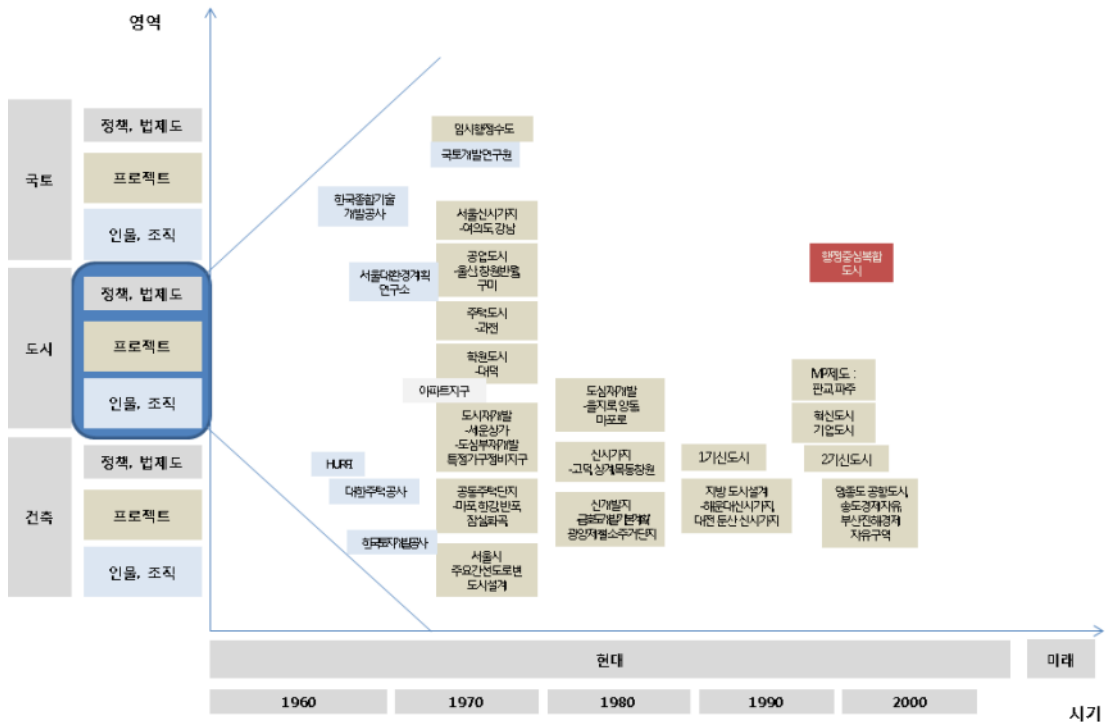 영역
국토
정책, 법제도
프로젝트
인물, 조직
도시
정책, 법제도
프로젝트
인물, 조직
건축
정책, 법제도
프로젝트
인물, 조직
임시행정수도
국토개발연구원
한국종합기술
개발공사
서울신시가지
-여의도, 강남
공업도시
-울산, 창원반월,
구미
서울대환경계획
연구소
주택도시
-과천
학원도시
-대덕
아파트지구
도시재개발
-세운상가
-도심부재개발
특정가구정비지구
HURPI
대한주택공사
공동주택단지
-마포, 한강, 반포,
잠실화곡,
한국토지개발공사
서울시
주요간선도로변
도시설계
도심재개발
-을지로, 양동,
마포로
신시가지
-고덕, 상계,목동창원
신개발지
광양제철소주거단지
1기신도시
지방 도시설계
-해운대신시가지,
대전 둔산 신시가지
행정중심복합
도시
MP제도 :
판교, 파주
혁신도시
기업도시
2기신도시
영종도 공항도시,
송도경제자유,
부산진해경제
자유구역
현대
미래
1960
1970
1980
1990
2000
시기